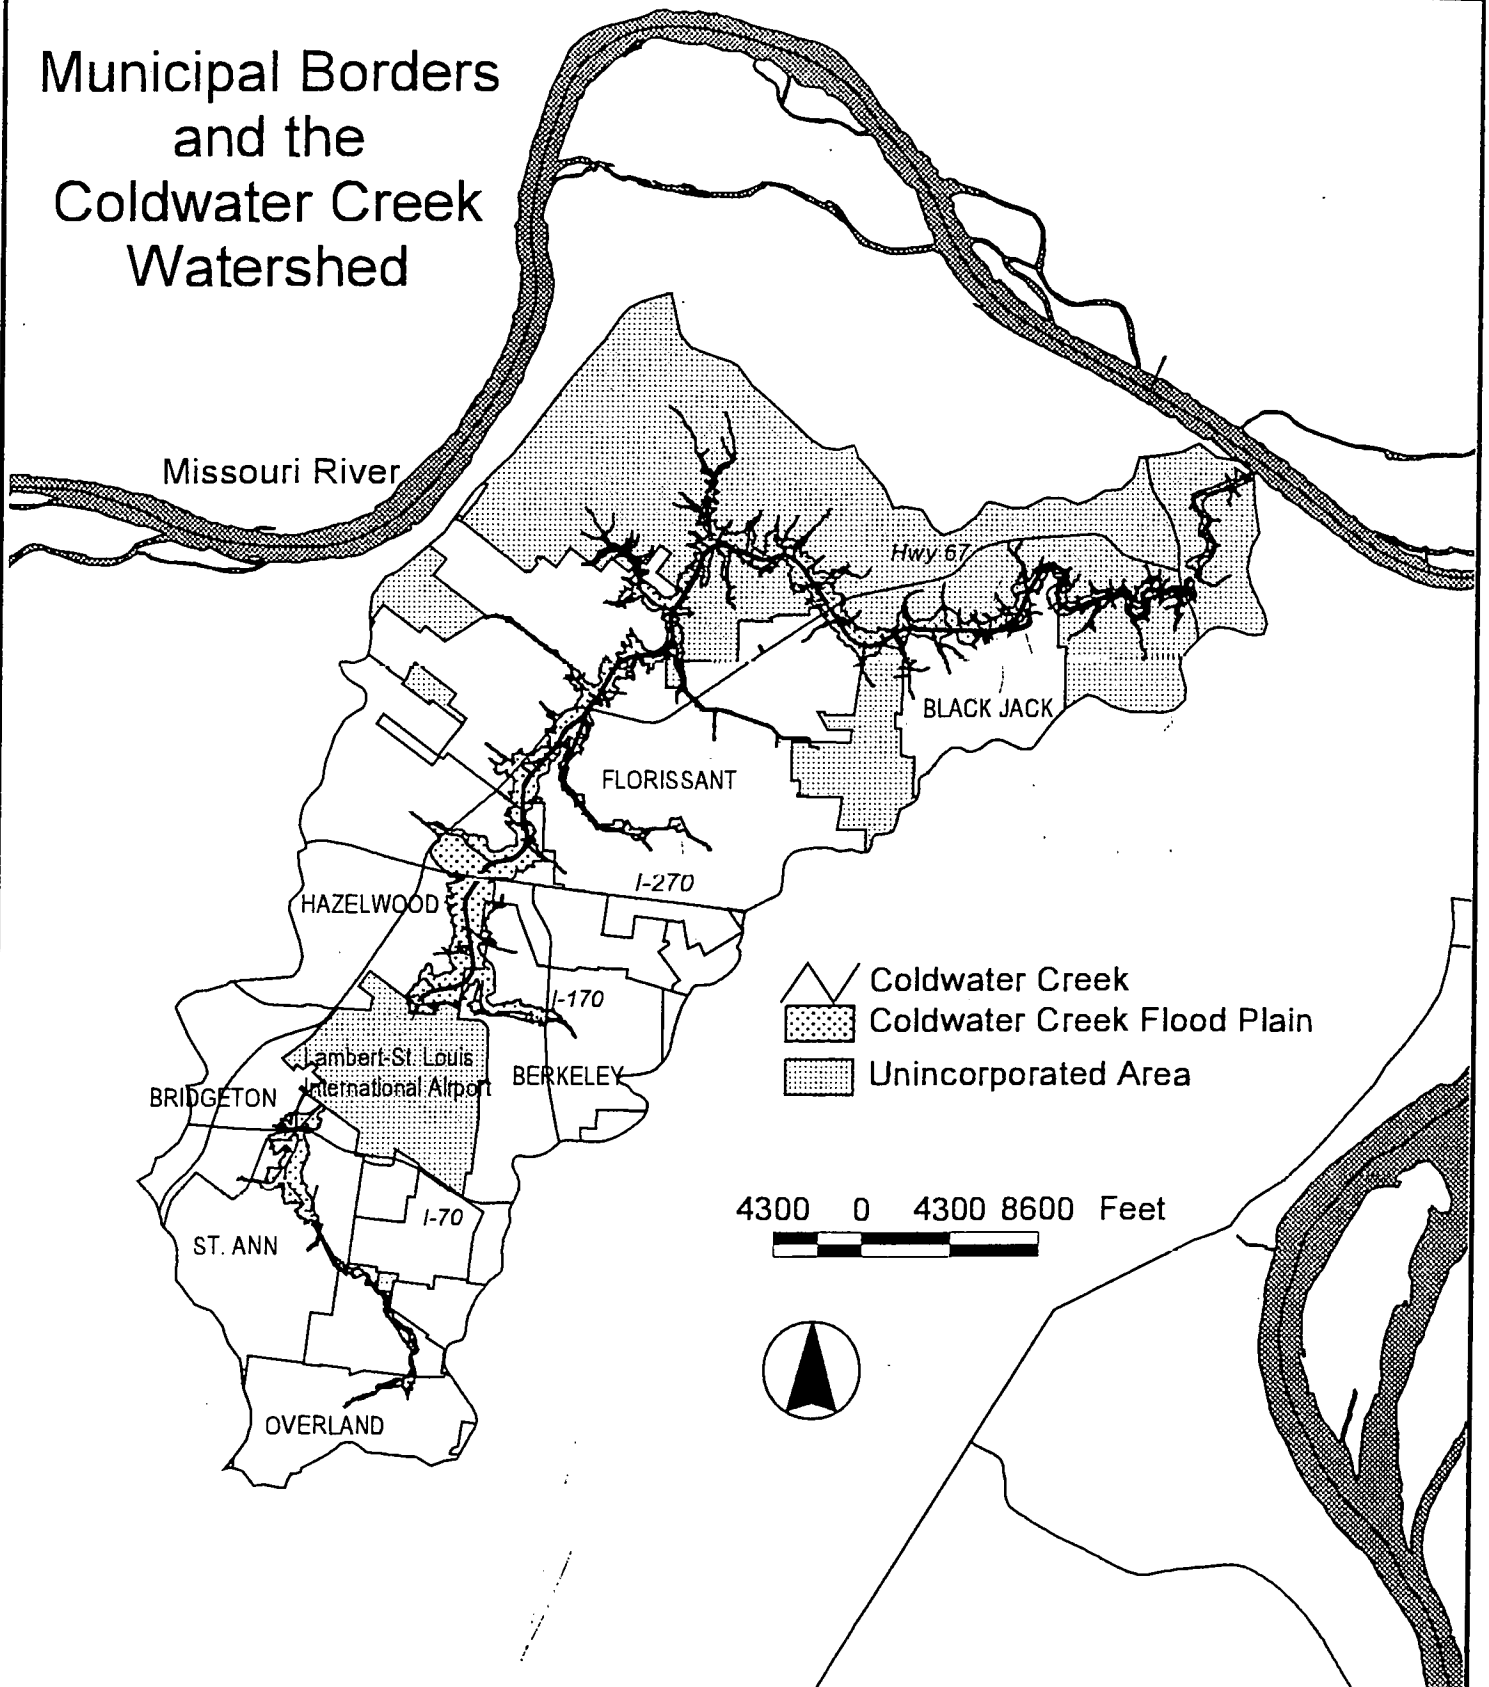 Municipal Borders
and the
Coldwater Creek
Watershed
Missouri River
Hwy 67
BLACK JACK
FLORISSANT
I-270
HAZELWOOD
Coldwater Creek
I-170
Coldwater Creek Flood Plain
Lambert-St. Louis
International Airport
BERKELEY
Unincorporated Area
BRIDGETON
4300 0 4300 8600 Feet
I-70
ST. ANN
OVERLAND